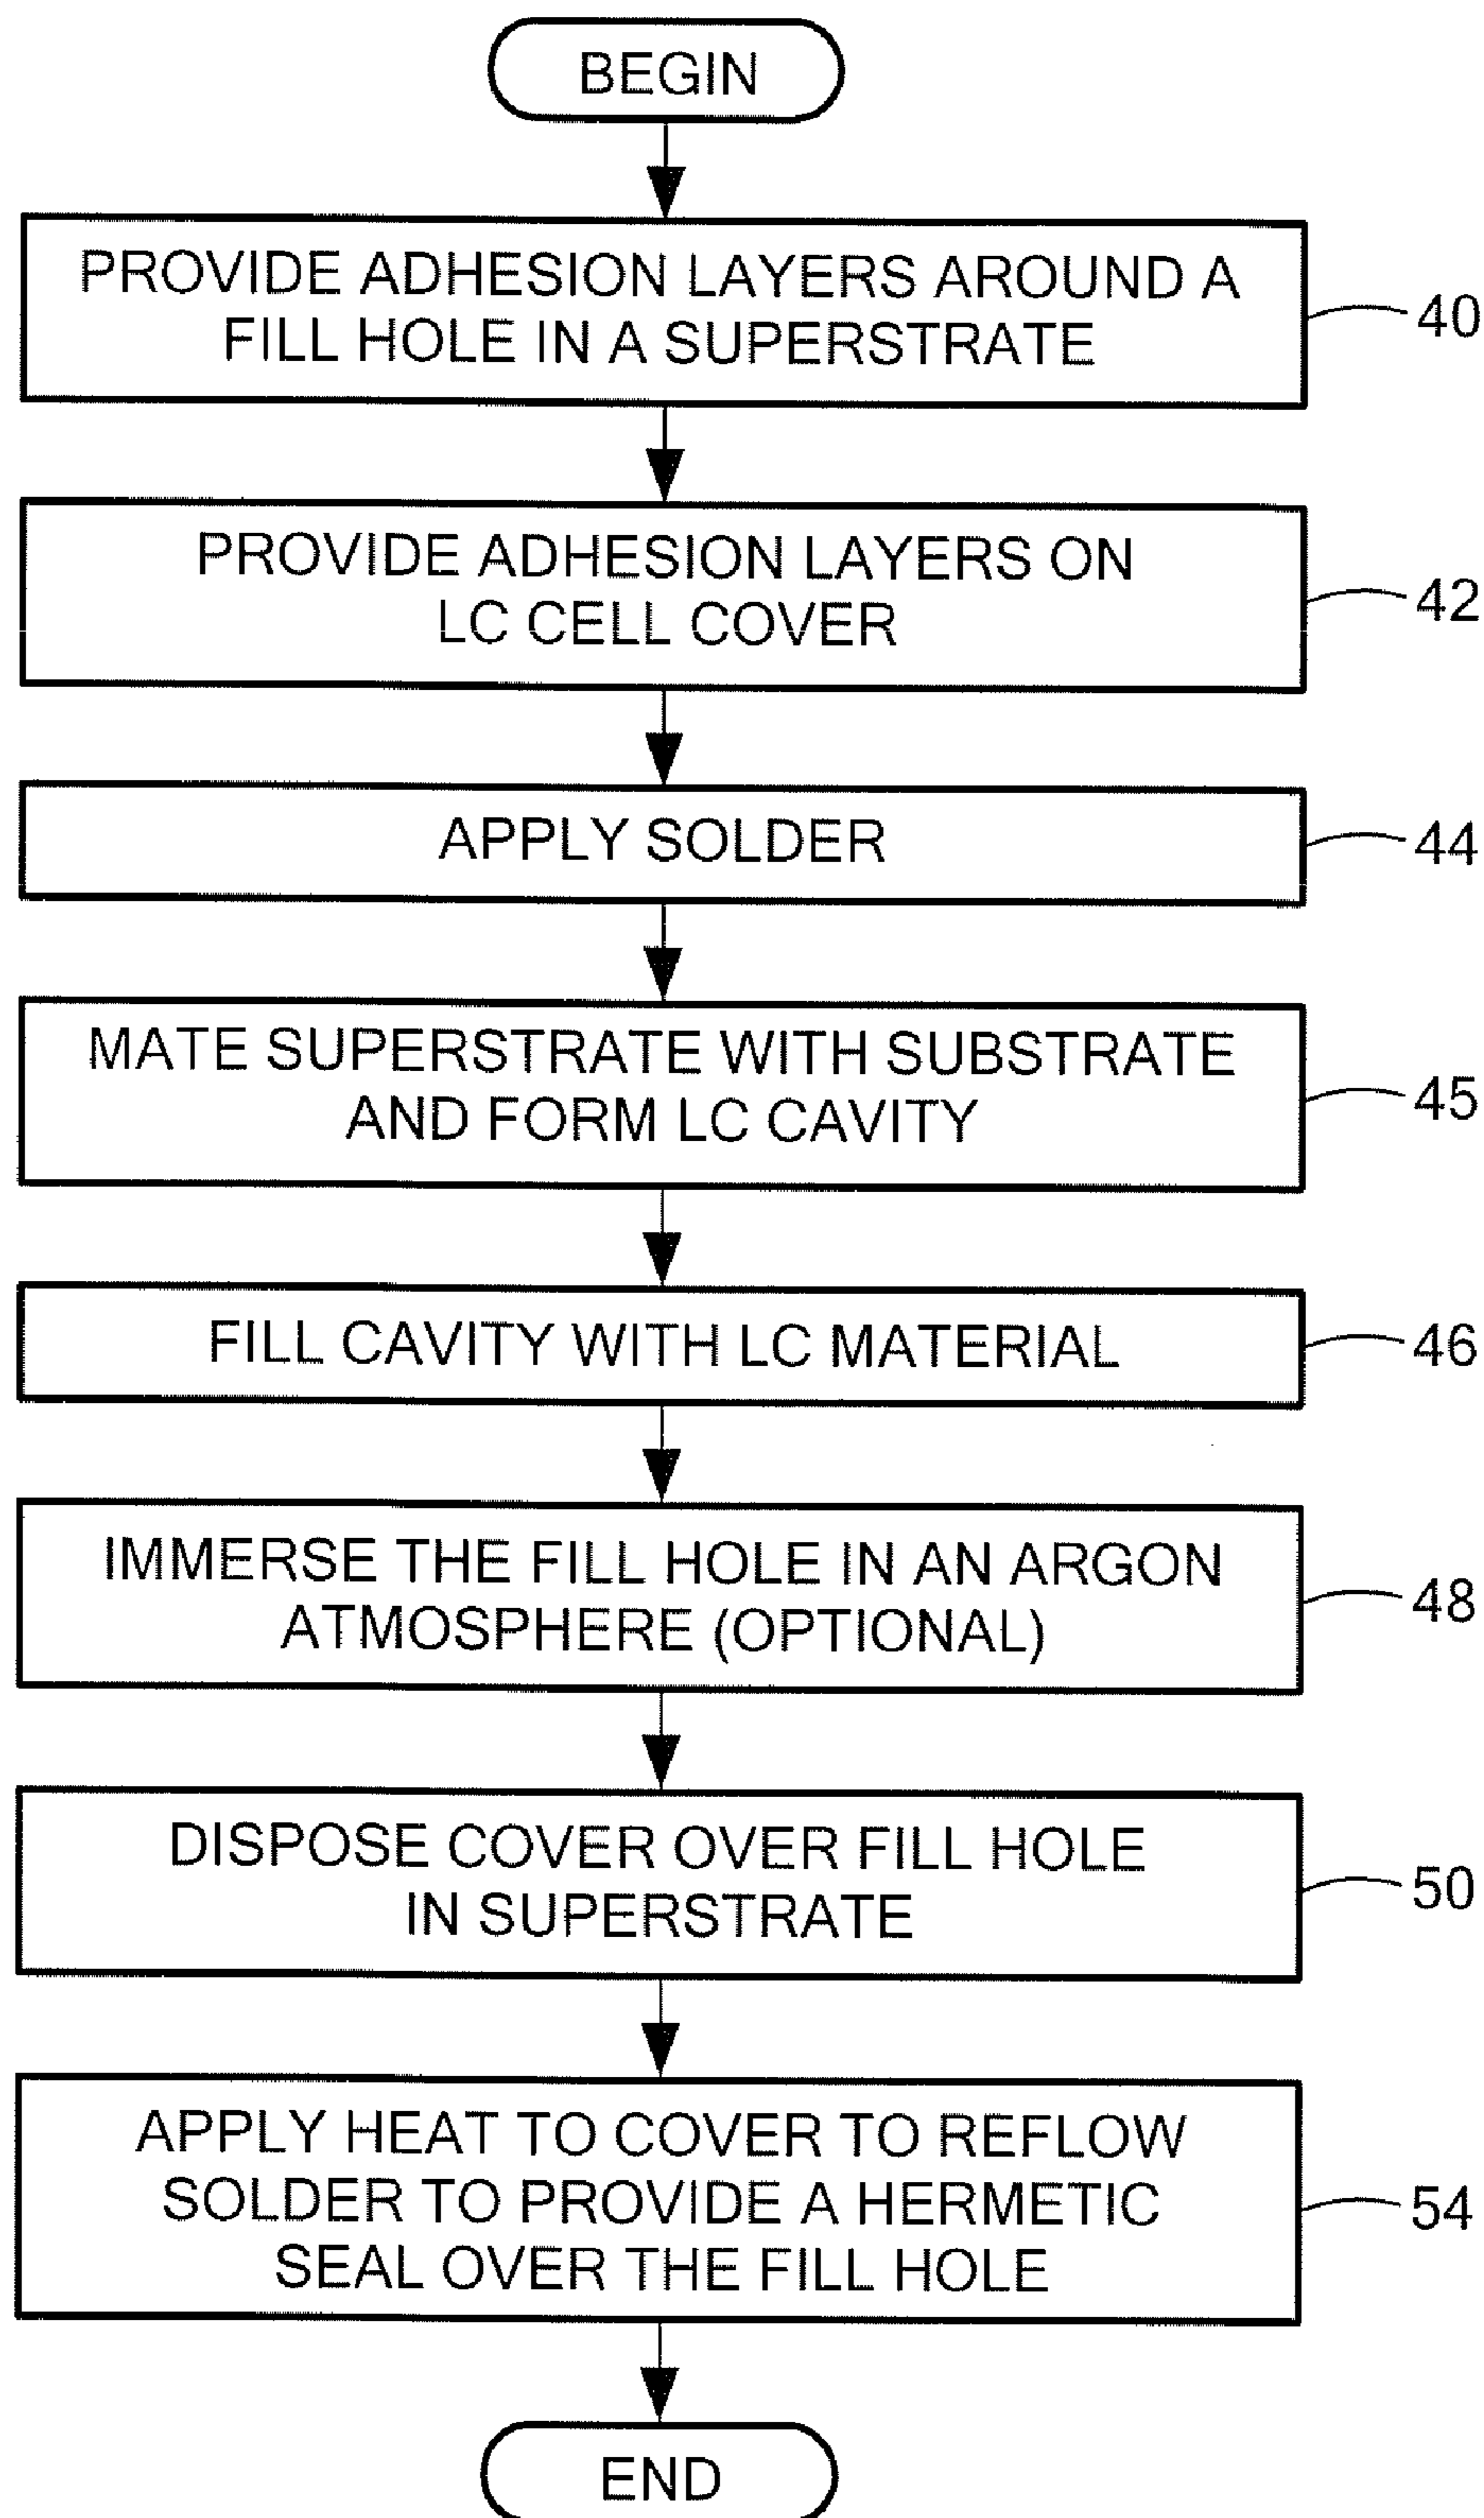 BEGIN
PROVIDE ADHESION LAYERS AROUND A
FILL HOLE IN A SUPERSTRATE
40
PROVIDE ADHESION LAYERS ON
LC CELL COVER
42
APPLY SOLDER
44
MATE SUPERSTRATE WITH SUBSTRATE
AND FORM LC CAVITY
45
FILL CAVITY WITH LC MATERIAL
46
IMMERSE THE FILL HOLE IN AN ARGON
ATMOSPHERE (OPTIONAL)
48
DISPOSE COVER OVER FILL HOLE
IN SUPERSTRATE
50
APPLY HEAT TO COVER TO REFLOW
SOLDER TO PROVIDE A HERMETIC
SEAL OVER THE FILL HOLE
54
END